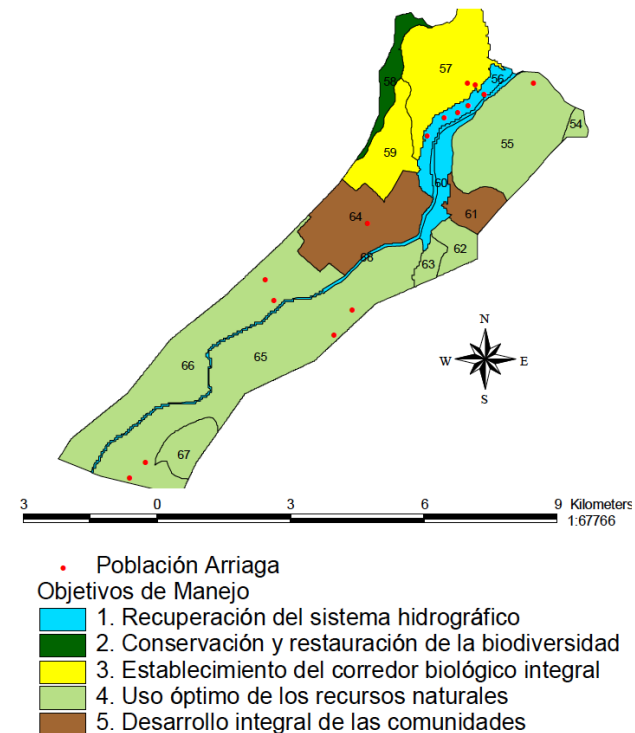 57
56
58
54
55
59
60
61
64
62
68
63
65
66
67
N
W E
S
3 0 3 6 9 Kilometers
1:67766
Población Arriaga
Objetivos de Manejo
1. Recuperación del sistema hidrográfico
2. Conservación y restauración de la biodiversidad
3. Establecimiento del corredor biológico integral
4. Uso óptimo de los recursos naturales
5. Desarrollo integral de las comunidades